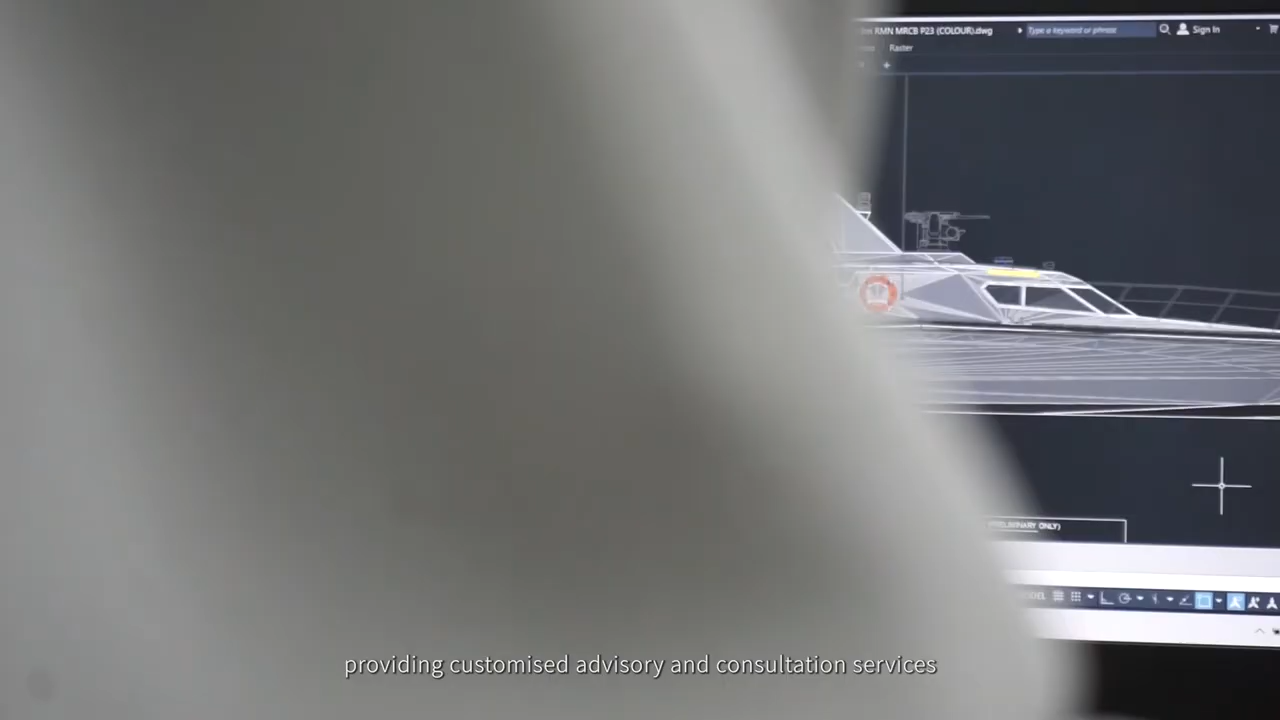 RMN MRCB P23 (COLOUR).dwg
Type a keyword or phrase
Sign In
Raster
ONLY)
providing customised advisory and consultation services